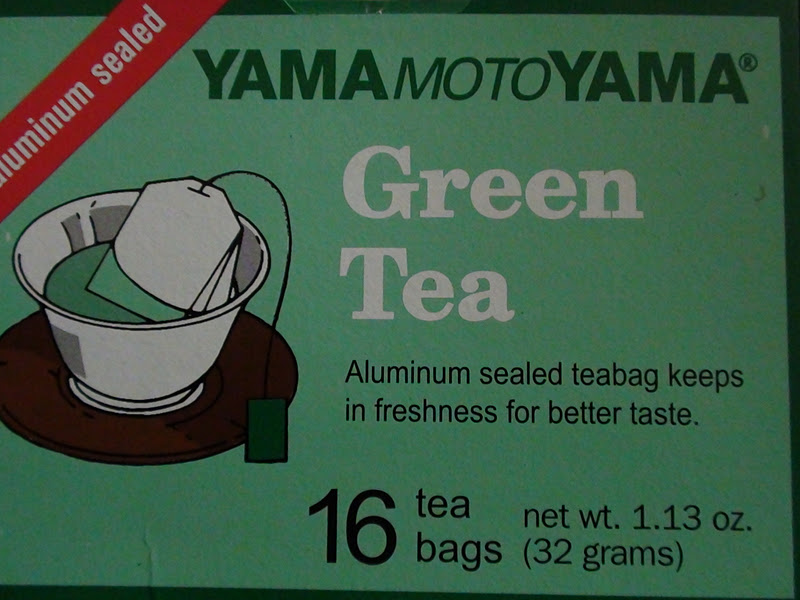 aluminum sealed
YAMAMOTOYAMA®
Green
Tea
Aluminum sealed teabag keeps
in freshness for better taste.
16 tea bags
net wt. 1.13 oz.
(32 grams)